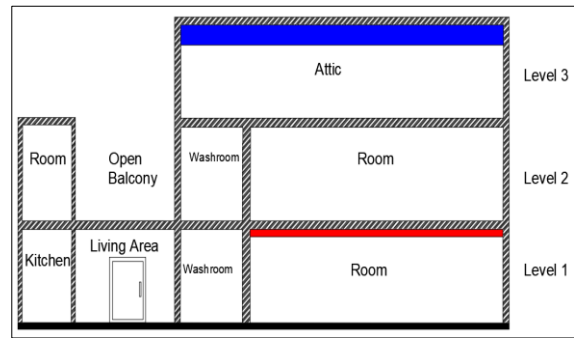 Attic
Level 3
Room
Open
Balcony
Washroom
Room
Level 2
Kitchen
Living Area
Washroom
Room
Level 1